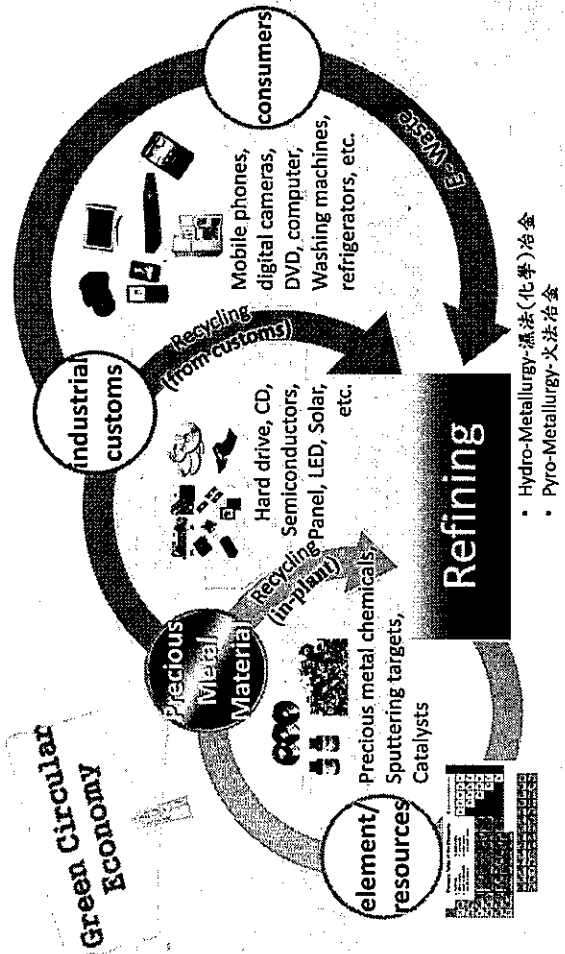 Green Circular
Economy
element/
resources
Precious
Metal
Material
industrial
customs
consumers
Precious metal chemicals,
Sputtering targets,
Catalysts
Recycling
(in-plant)
Hard drive, CD,
Semiconductors,
Panel, LED, Solar,
etc.
Recycling
(from customs)
Mobile phones,
digital cameras,
DVD, computer,
Washing machines,
refrigerators, etc.
E-Waste
Refining
• Hydro-Metallurgy-濕法(化學)冶金
• Pyro-Metallurgy-火法冶金